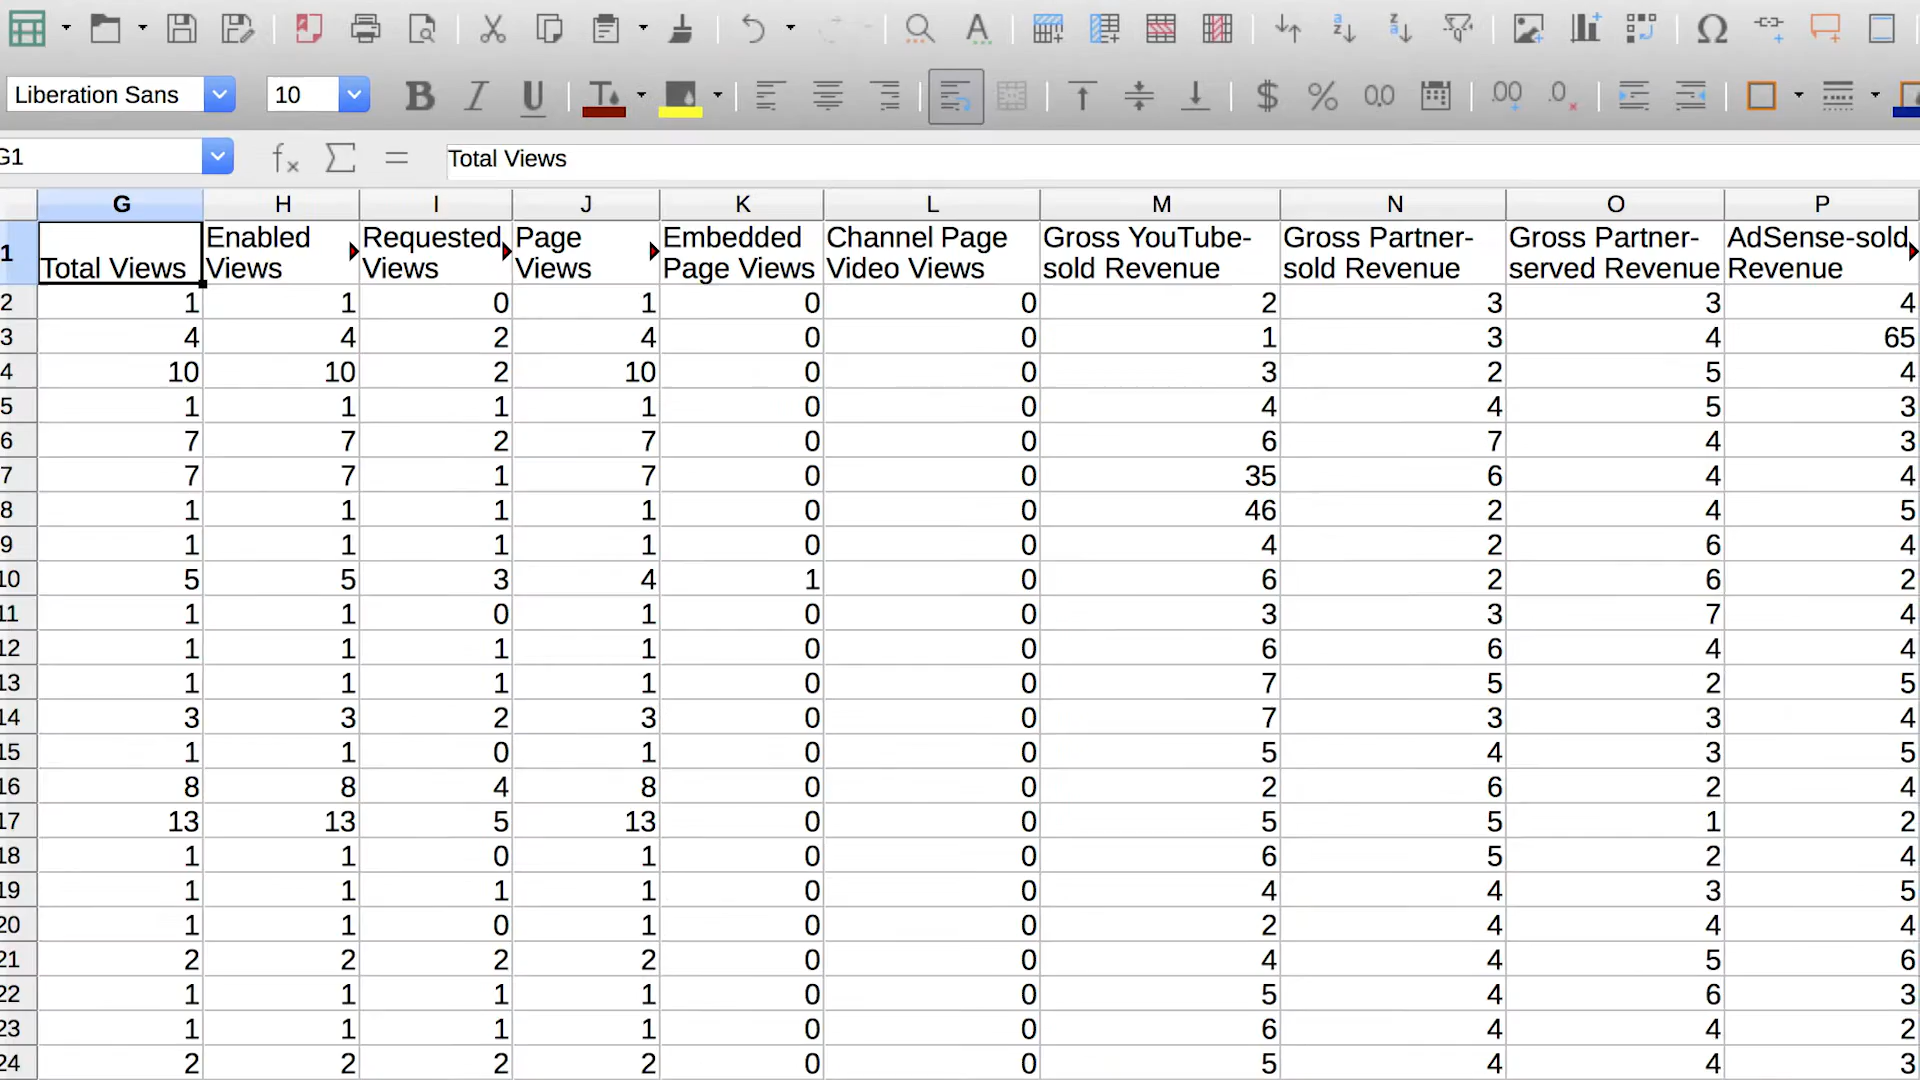 Liberation Sans 10
G1 Total Views
G H I J K L M N O P
1 Total Views Enabled Views Requested Views Page Views Embedded Page Views Channel Page Video Views Gross YouTube-sold Revenue Gross Partner-sold Revenue Gross Partner-served Revenue AdSense-sold Revenue
2 1 1 0 1 0 0 2 3 3 4
3 4 4 2 4 0 0 1 3 4 65
4 10 10 2 10 0 0 3 2 5 4
5 1 1 1 1 0 0 4 4 5 3
6 7 7 2 7 0 0 6 7 4 3
7 7 7 1 7 0 0 35 6 4 4
8 1 1 1 1 0 0 46 2 4 5
9 1 1 1 1 0 0 4 2 6 4
10 5 5 3 4 1 0 6 2 6 2
11 1 1 0 1 0 0 3 3 7 4
12 1 1 1 1 0 0 6 6 4 4
13 1 1 1 1 0 0 7 5 2 5
14 3 3 2 3 0 0 7 3 3 4
15 1 1 0 1 0 0 5 4 3 5
16 8 8 4 8 0 0 2 6 2 4
17 13 13 5 13 0 0 5 5 1 2
18 1 1 0 1 0 0 6 5 2 4
19 1 1 1 1 0 0 4 4 3 5
20 1 1 0 1 0 0 2 4 4 4
21 2 2 2 2 0 0 4 4 5 6
22 1 1 1 1 0 0 5 4 6 3
23 1 1 1 1 0 0 6 4 4 2
24 2 2 2 2 0 0 5 4 4 3